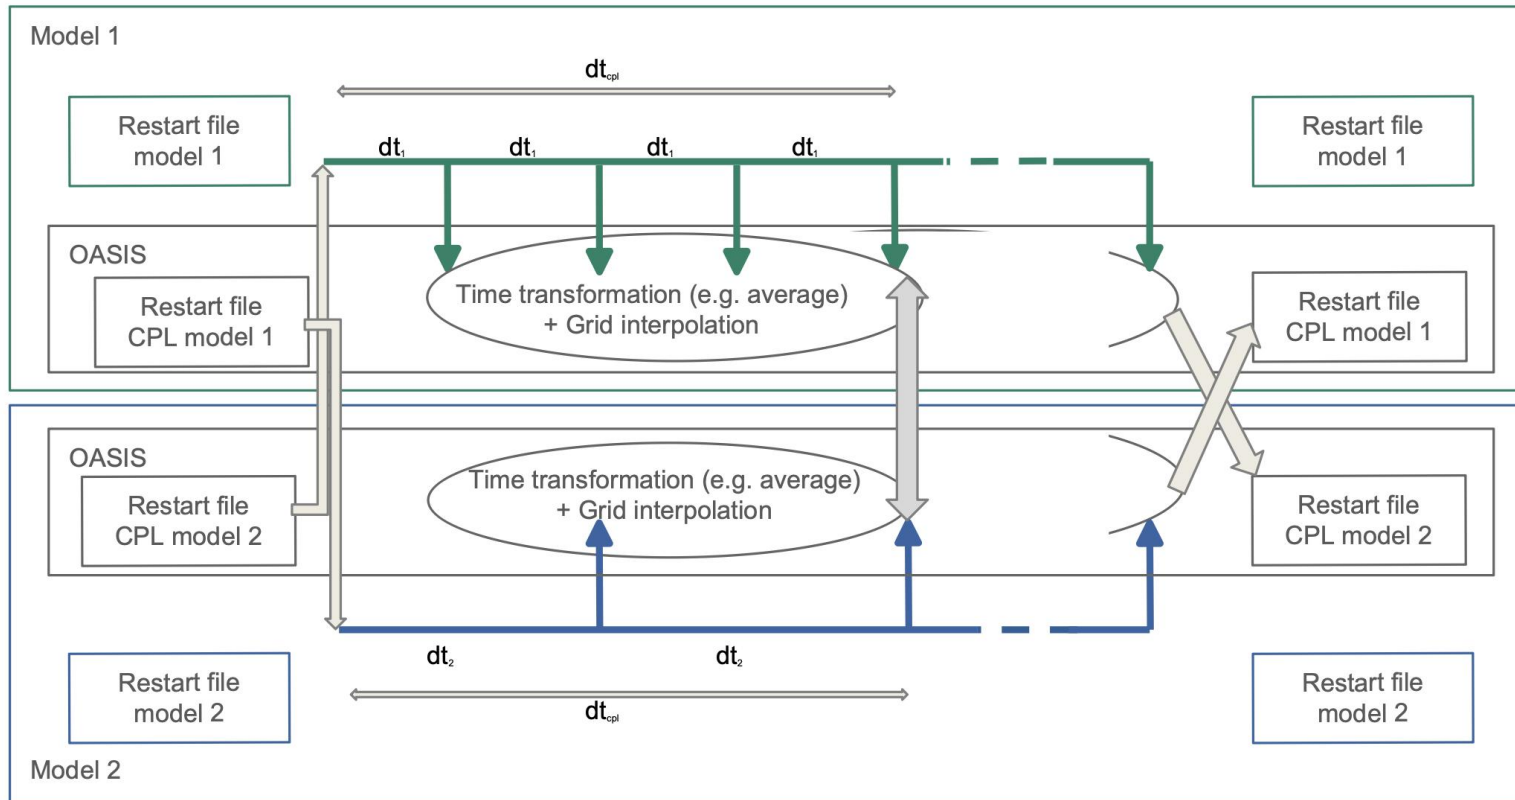 Model 1
dtcpl
Restart file
model 1
dt1
dt1
dt1
dt1
Restart file
model 1
OASIS
Restart file
CPL model 1
Time transformation (e.g. average)
+ Grid interpolation
Restart file
CPL model 1
OASIS
Restart file
CPL model 2
Time transformation (e.g. average)
+ Grid interpolation
Restart file
CPL model 2
dt2
dt2
Restart file
model 2
dtcpl
Restart file
model 2
Model 2